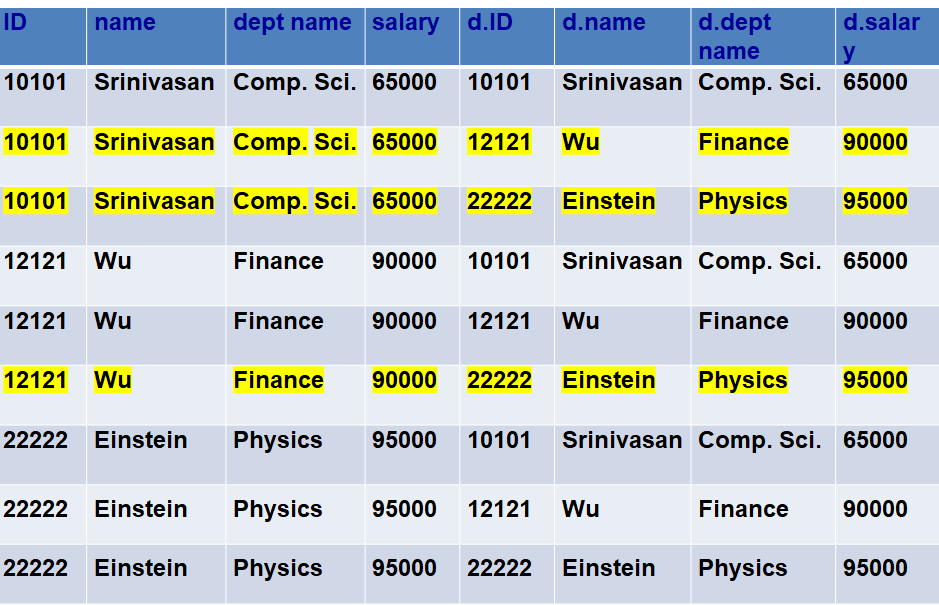 ID name dept name salary d.ID d.name d.dept name d.salary
10101 Srinivasan Comp. Sci. 65000 10101 Srinivasan Comp. Sci. 65000
10101 Srinivasan Comp. Sci. 65000 12121 Wu Finance 90000
10101 Srinivasan Comp. Sci. 65000 22222 Einstein Physics 95000
12121 Wu Finance 90000 10101 Srinivasan Comp. Sci. 65000
12121 Wu Finance 90000 12121 Wu Finance 90000
12121 Wu Finance 90000 22222 Einstein Physics 95000
22222 Einstein Physics 95000 10101 Srinivasan Comp. Sci. 65000
22222 Einstein Physics 95000 12121 Wu Finance 90000
22222 Einstein Physics 95000 22222 Einstein Physics 95000